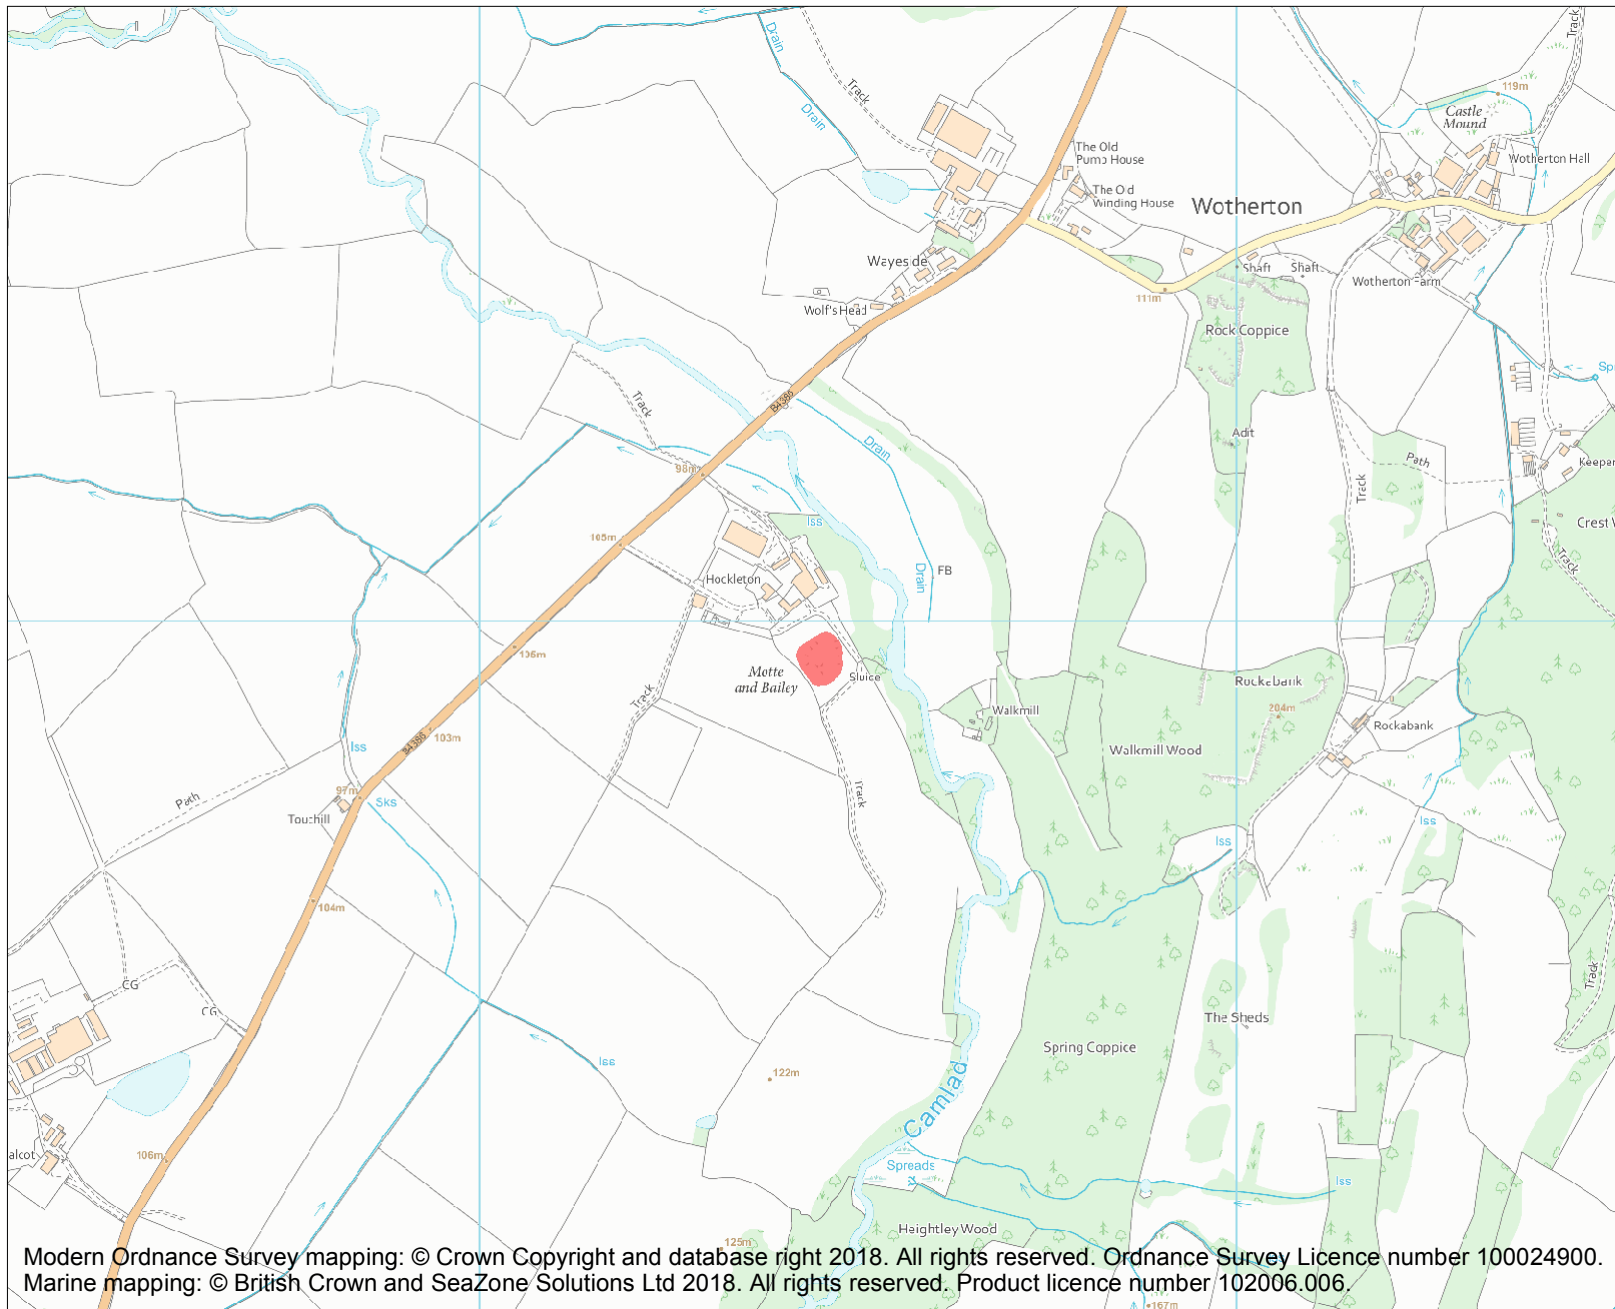 Drain
Track
Drain
119m
Castle
Mound
Track
The Old
Pump House
Wotherton Hall
The Old
Winding House
Wotherton
Wayeside
Shaft
Shaft
Wotherton Farm
111m
Wolf's Head
Rock Coppice
Track
B4386
Adit
Drain
Path
Track
98m
Iss
Crest
105m
Track
Hockleton
FB
Drain
Motte
and Bailey
Sluice
106m
Track
Rockabank
204m
Walkmill
Rockabank
Walkmill Wood
B4386
103m
Iss
97m
Sks
Path
Track
Touchill
Iss
Iss
104m
CG
CG
Track
The Sheds
Spring Coppice
Iss
122m
Camlad
106m
Spreads
Iss
Heightley Wood
125m
167m
Modern Ordnance Survey mapping: © Crown Copyright and database right 2018. All rights reserved. Ordnance Survey Licence number 100024900.
Marine mapping: © British Crown and SeaZone Solutions Ltd 2018. All rights reserved. Product licence number 102006.006.